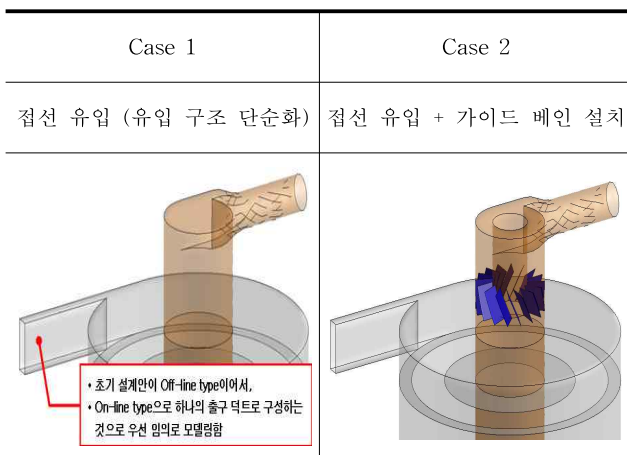 Case 1
Case 2
접선 유입 (유입 구조 단순화)
접선 유입 + 가이드 베인 설치
• 초기 설계안이 Off-line type이어서,
• On-line type으로 하나의 출구 덕트로 구성하는
것으로 우선 임의로 모델링함